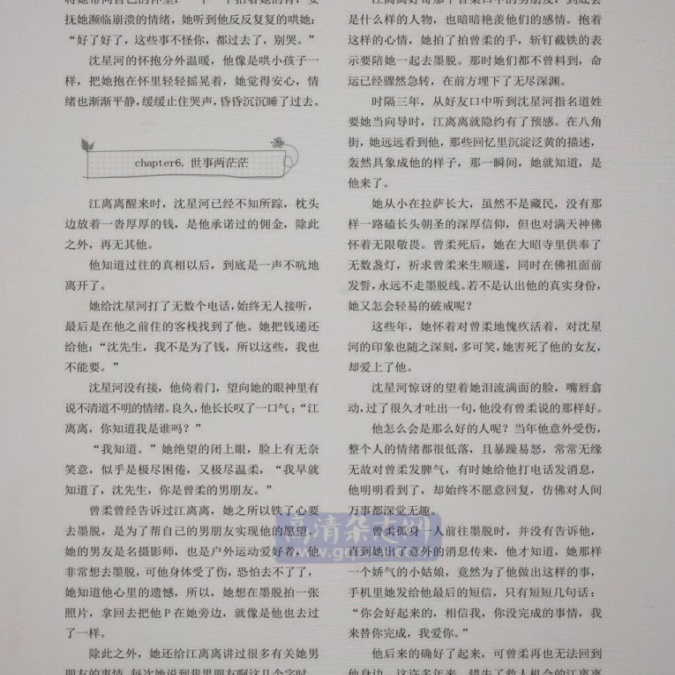 抚她濒临崩溃的情绪，她听到他反反复复的哄她：
“好了好了，这些事不怪你，都过去了，别哭。”
沈星河的怀抱分外温暖，他像是哄小孩子一
样，把她抱在怀里轻轻摇晃着，她觉得安心，情
绪也渐渐平静，缓缓止住哭声，昏昏沉沉睡了过去。
chapter6. 世事两茫茫
江离离醒来时，沈星河已经不知所踪，枕头
边放着一沓厚厚的钱，是他承诺过的佣金，除此
之外，再无其他。
他知道过往的真相以后，到底是一声不吭地
离开了。
她给沈星河打了无数个电话，始终无人接听，
最后是在他之前住的客栈找到了他。她把钱递还
给他：“沈先生，我不是为了钱，所以这些，我也
不能要。”
沈星河没有接，他倚着门，望向她的眼神里有
说不清道不明的情绪。良久，他长长叹了一口气：“江
离离，你知道我是谁吗？”
“我知道。”她绝望的闭上眼，脸上有无奈
笑意，似乎是极尽困倦，又极尽温柔，“我早就
知道了，沈先生，你是曾柔的男朋友。”
曾柔曾经告诉过江离离，她之所以铁了心要
去墨脱，是为了帮自己的男朋友实现他的愿望。
她的男友是名摄影师，也是户外运动爱好者，他
非常想去墨脱，可他身体受了伤，恐怕去不了了，
她知道他心里的遗憾，所以，她想在墨脱拍一张
照片，拿回去把他P在她旁边，就像是他也去过
了一样。
除此之外，她还给江离离讲过很多有关她男
朋友的事情，每次她说到我男朋友啊这几个字时，
是什么样的人物，也暗暗艳羡他们的感情。抱着
这样的心情，她拍了拍曾柔的手，斩钉截铁的表
示要陪她一起去墨脱。那时她们都不曾料到，命
运已经骤然急转，在前方埋下了无尽深渊。
时隔三年，从好友口中听到沈星河指名道姓
要她当向导时，江离离就隐约有了预感。在八角
街，她远远看到他，那些回忆里沉淀泛黄的描述，
轰然具象成他的样子，那一瞬间，她就知道，是
他来了。
她从小在拉萨长大，虽然不是藏民，没有那
样一路磕长头朝圣的深厚信仰，但也对满天神佛
怀着无限敬畏。曾柔死后，她在大昭寺里供奉了
无数盏灯，祈求曾柔来生顺遂，同时在佛祖面前
发誓，永远不走墨脱线。若不是认出他的真实身份，
她又怎会轻易的破戒呢？
这些年，她怀着对曾柔地愧疚活着，对沈星
河的印象也随之深刻，多可笑，她害死了他的女友，
却爱上了他。
沈星河惊讶的望着她泪流满面的脸，嘴唇翕
动，过了很久才吐出一句，他没有曾柔说的那样好。
他怎么会是那么好的人呢？当年他意外受伤，
整个人的情绪都很低落，且暴躁易怒，常常无缘
无故对曾柔发脾气，有时她给他打电话发消息，
他明明看到了，却始终不愿意回复，仿佛对人间
万事都深觉无趣。
曾柔孤身一人前往墨脱时，并没有告诉他，
直到她出了意外的消息传来，他才知道，她那样
一个娇气的小姑娘，竟然为了他做出这样的事，
手机里她发给他最后的短信，只有短短几句话：
“你会好起来的，相信我，你没完成的事情，我
来替你完成，我爱你。”
他后来的确好了起来，可曾柔再也无法回到
高清杂志网